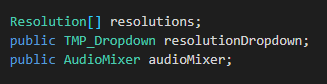 Resolution[] resolutions;
public TMP_Dropdown resolutionDropdown;
public AudioMixer audioMixer;